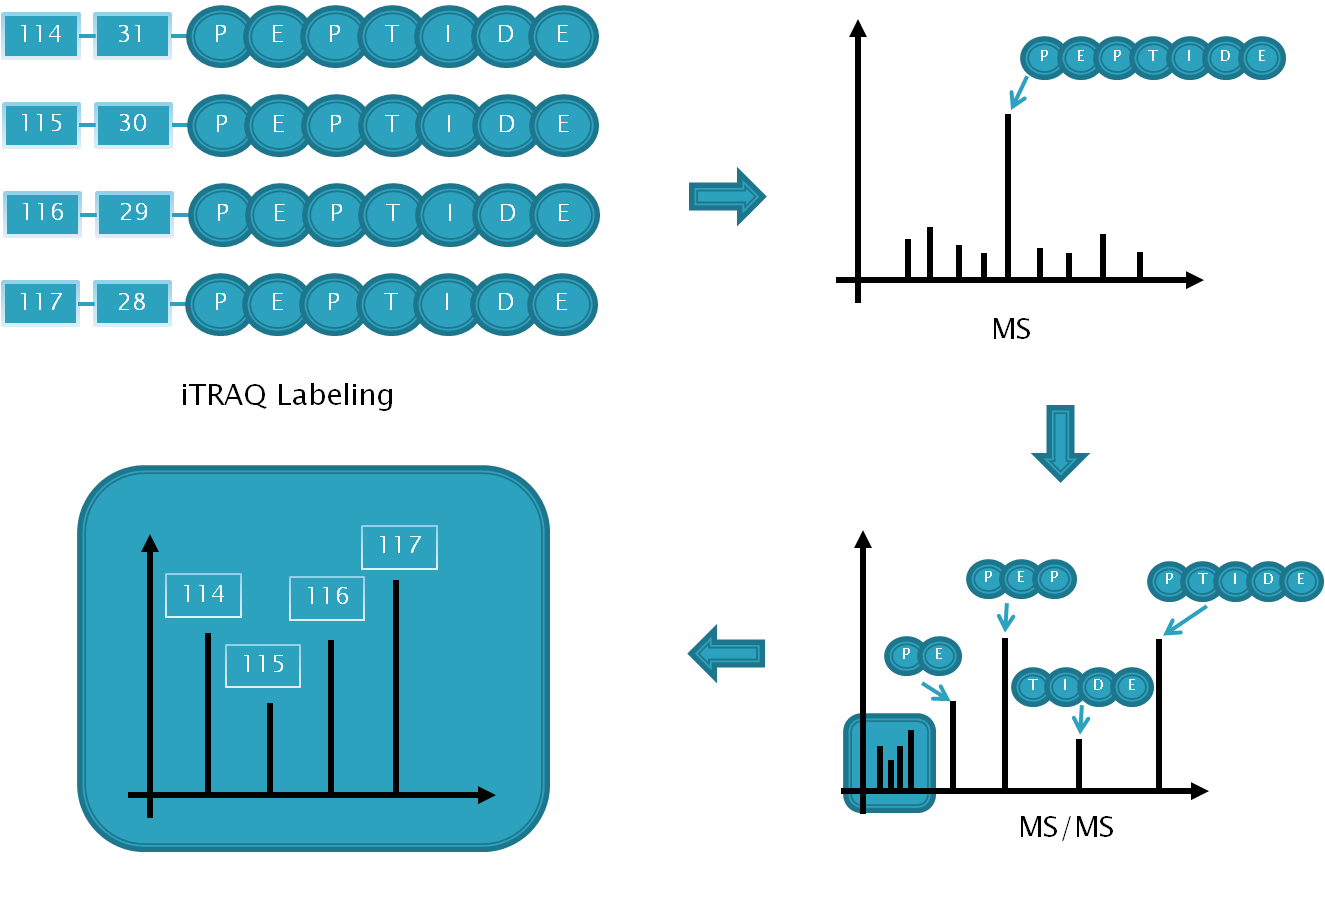 114 31 P E P T I D E
115 30 P E P T I D E
116 29 P E P T I D E
117 28 P E P T I D E
iTRAQ Labeling
P E P T I D E
MS
P E P
P T I D E
P E
T I D E
MS/MS
117
114
116
115